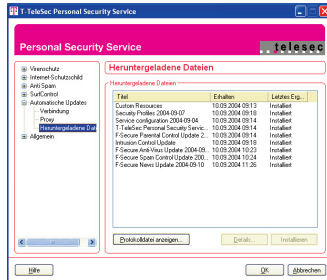 T-TeleSec Personal Security Service
Personal Security Service
telesec
Virenschutz
Internet-Schutzschild
Anti Spam
SurfControl
Automatische Updates
Verbindung
Proxy
Heruntergeladene Dat
Allgemein
Heruntergeladene Dateien
Heruntergeladene Dateien
Titel Erhalten Letztes Erg...
Custom Resources 10.09.2004 09:13 Installiert
Security Profiles 2004-09-07 10.09.2004 09:18 Installiert
Service configuration 2004-09-04 10.09.2004 09:14 Installiert
T-TeleSec Personal Security Servic... 10.09.2004 09:14 Installiert
F-Secure Parental Control Update 2... 10.09.2004 09:14 Installiert
Intrusion Control Update 10.09.2004 09:18 Installiert
F-Secure Anti-Virus Update 2004-09... 10.09.2004 10:23 Installiert
F-Secure Spam Control Update 200... 10.09.2004 10:24 Installiert
F-Secure News Update 2004-09-10 10.09.2004 11:26 Installiert
Protokolldatei anzeigen... Details... Installieren
Hilfe OK Abbrechen